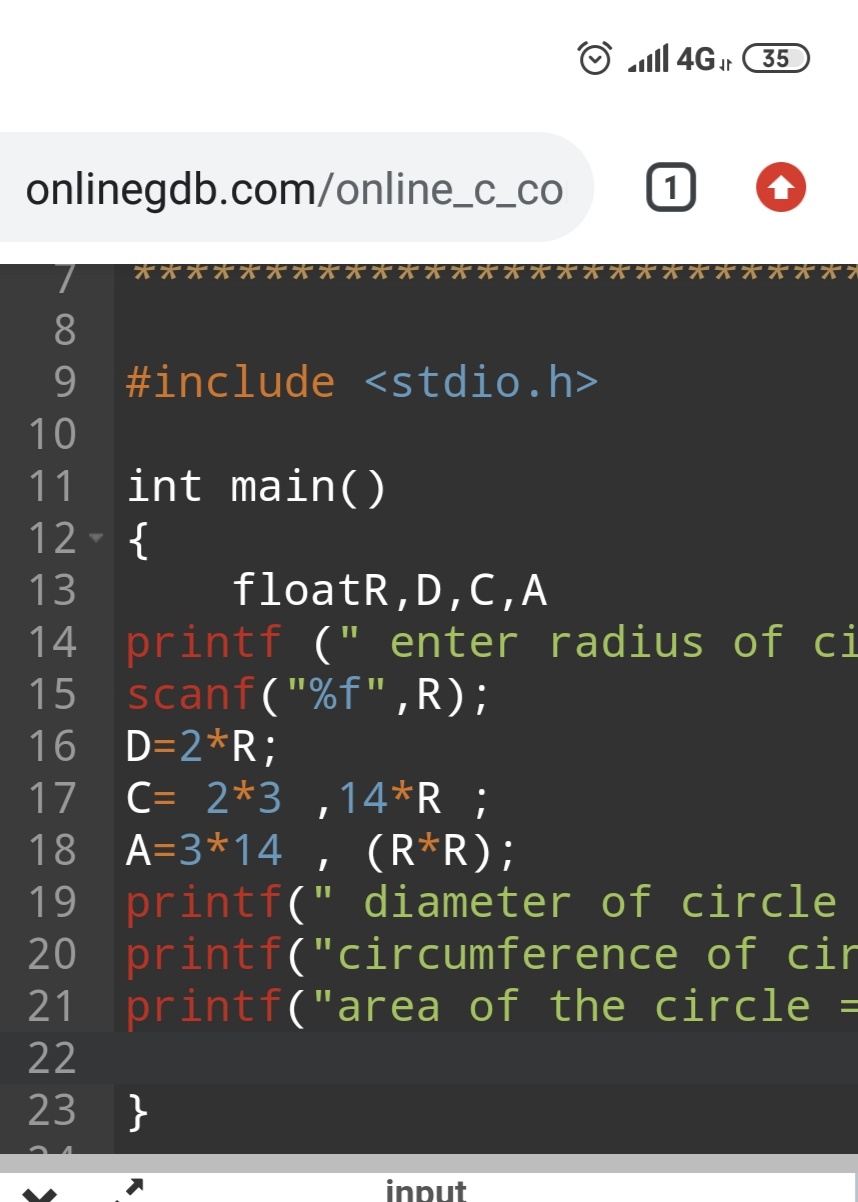 4G 35
onlinegdb.com/online_c_co 1
7 ****************************
8
9 #include <stdio.h>
10
11 int main()
12 {
13 floatR,D,C,A
14 printf (" enter radius of ci
15 scanf("%f",R);
16 D=2*R;
17 C= 2*3 ,14*R ;
18 A=3*14 , (R*R);
19 printf(" diameter of circle
20 printf("circumference of cir
21 printf("area of the circle =
22
23 }
24
input